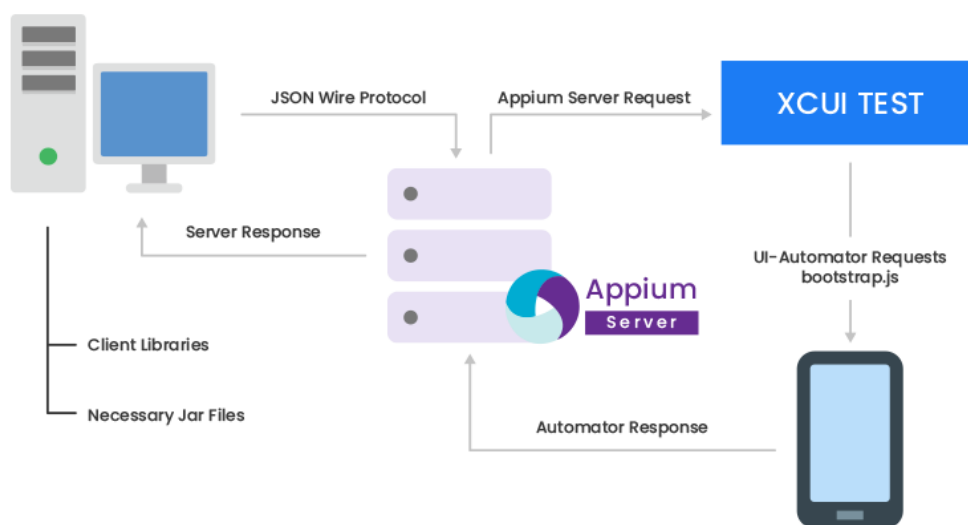 JSON Wire Protocol
Appium Server Request
XCUI TEST
Server Response
UI-Automator Requests
bootstrap.js
Appium
Server
Client Libraries
Necessary Jar Files
Automator Response